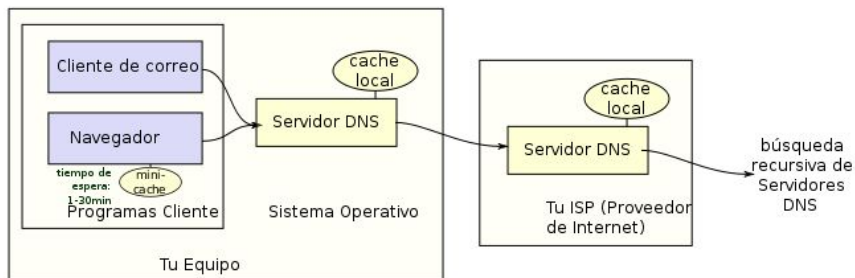 Cliente de correo
Navegador
tiempo de
espera:
1-30min
mini-
cache
Programas Cliente
cache
local
Servidor DNS
Sistema Operativo
Tu Equipo
cache
local
Servidor DNS
Tu ISP (Proveedor
de Internet)
búsqueda
recursiva de
Servidores
DNS